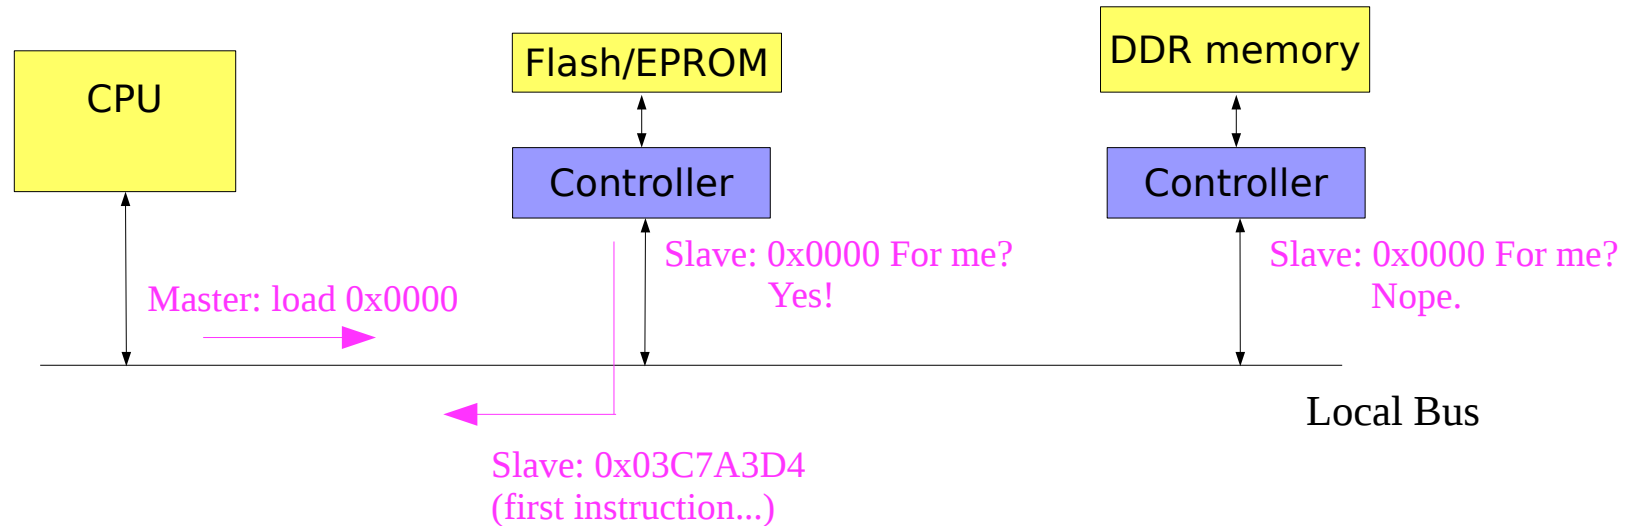 CPU
Flash/EPROM
DDR memory
Controller
Controller
Master: load 0x0000
Slave: 0x0000 For me?
Yes!
Slave: 0x0000 For me?
Nope.
Local Bus
Slave: 0x03C7A3D4
(first instruction...)